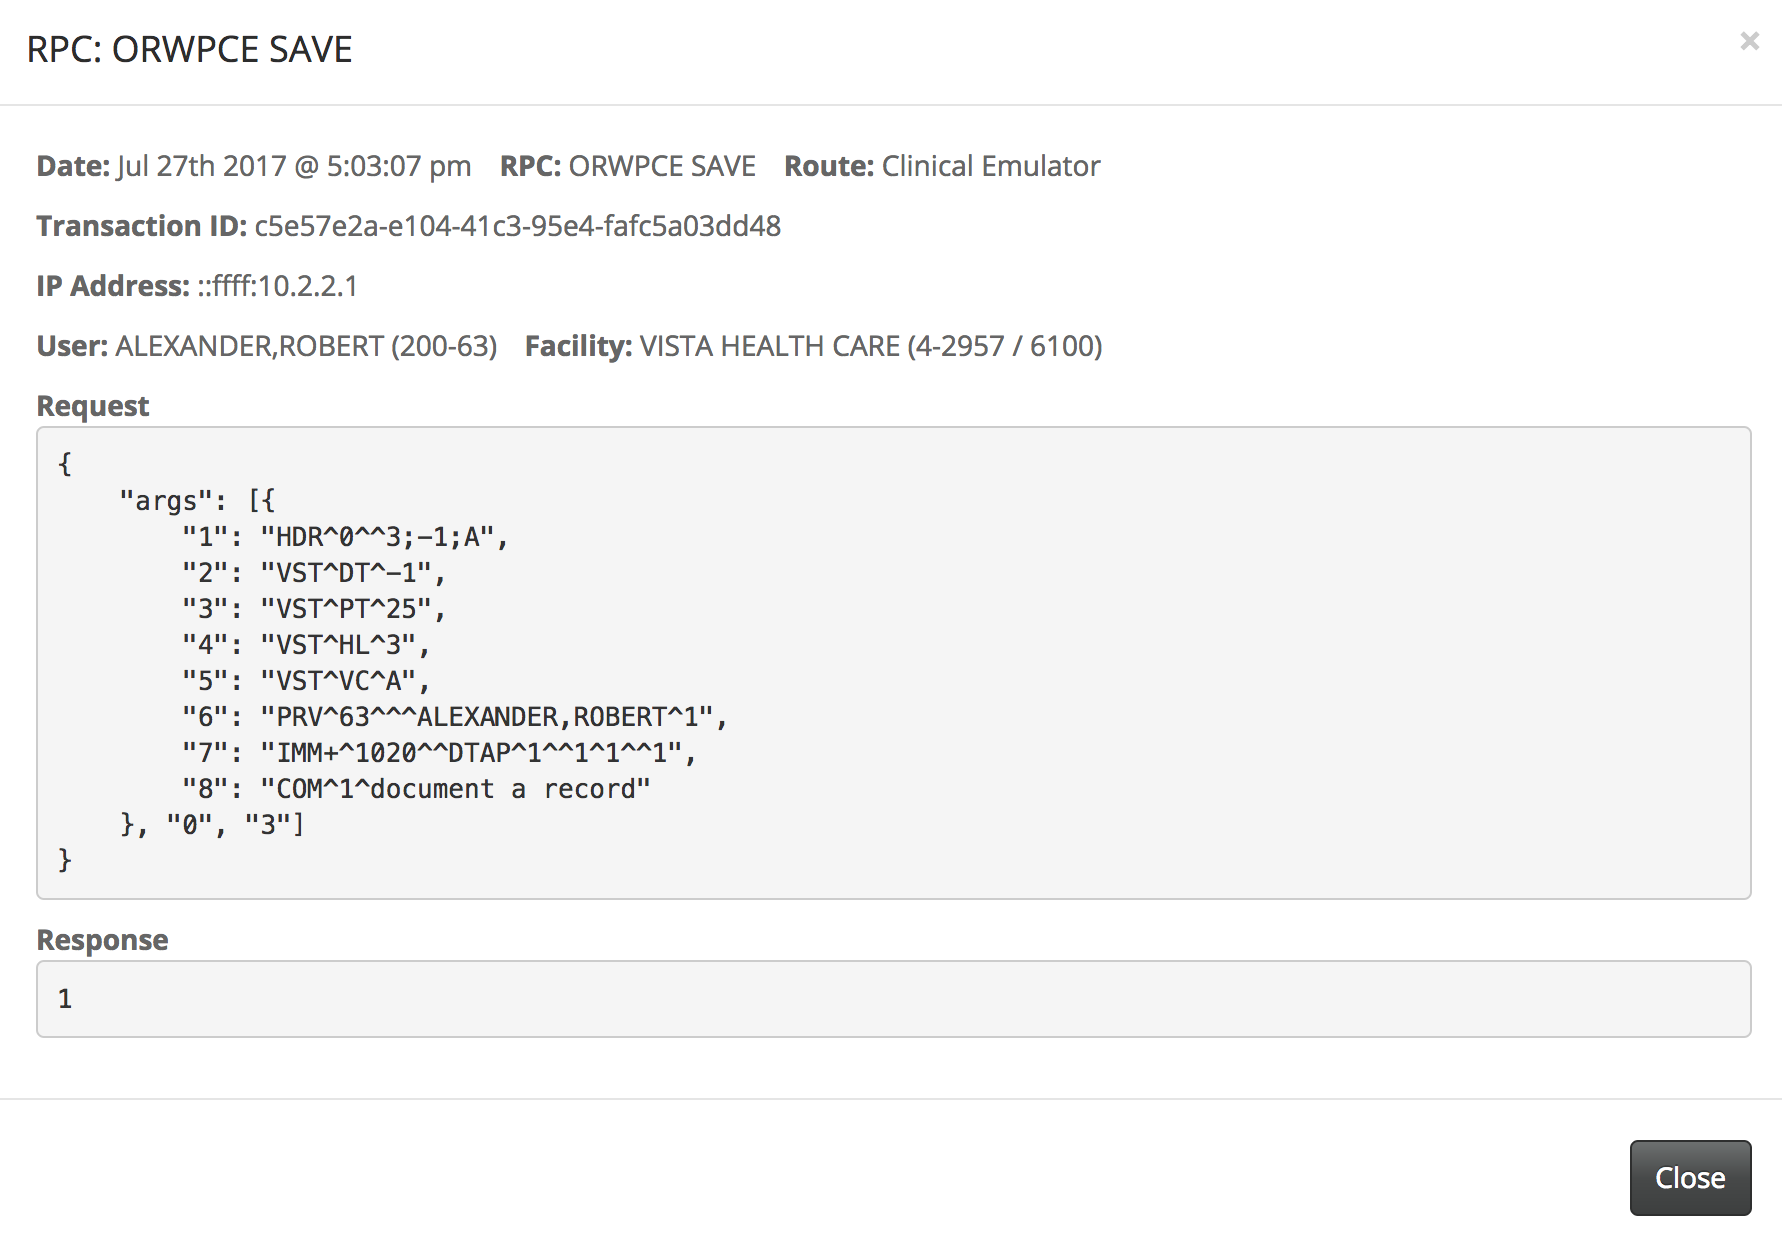 RPC: ORWPCE SAVE
×
Date: Jul 27th 2017 @ 5:03:07 pm RPC: ORWPCE SAVE Route: Clinical Emulator
Transaction ID: c5e57e2a-e104-41c3-95e4-fafc5a03dd48
IP Address: ::ffff:10.2.2.1
User: ALEXANDER,ROBERT (200-63) Facility: VISTA HEALTH CARE (4-2957 / 6100)
Request
{
    "args": [{
        "1": "HDR^0^^3;-1;A",
        "2": "VST^DT^-1",
        "3": "VST^PT^25",
        "4": "VST^HL^3",
        "5": "VST^VC^A",
        "6": "PRV^63^^^ALEXANDER,ROBERT^1",
        "7": "IMM+^1020^^DTAP^1^^1^1^^1",
        "8": "COM^1^document a record"
    }, "0", "3"]
}
Response
1
Close